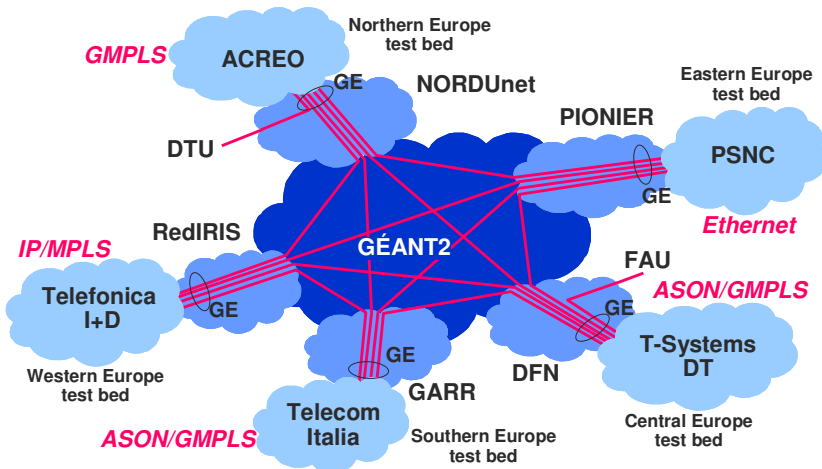 Northern Europe
test bed
GMPLS
ACREO
GE
NORDUnet
DTU
Eastern Europe
test bed
PIONIER
PSNC
GE
Ethernet
RedIRIS
GÉANT2
IP/MPLS
Telefonica
I+D
GE
Western Europe
test bed
FAU
ASON/GMPLS
GE
T-Systems
DT
DFN
Central Europe
test bed
GE
GARR
Telecom
Italia
ASON/GMPLS
Southern Europe
test bed